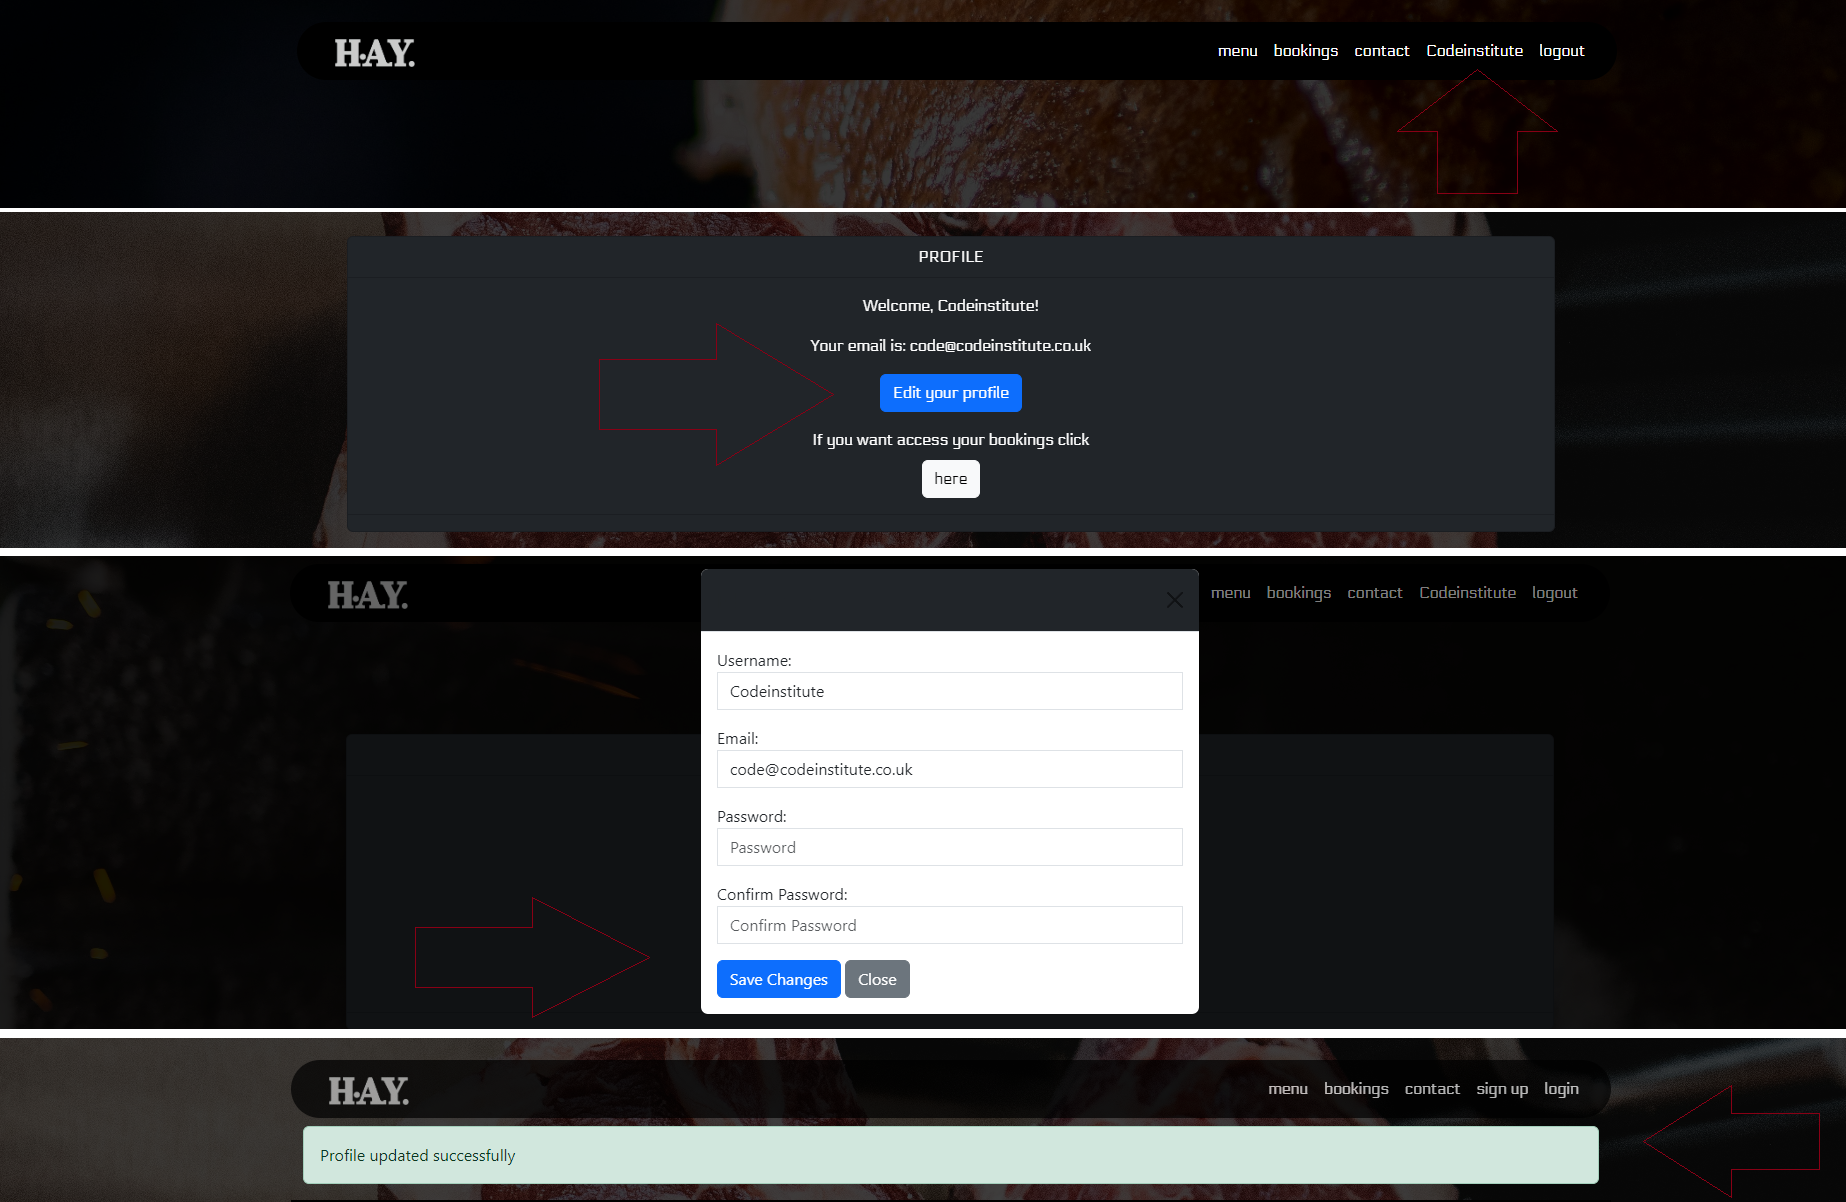 H.A.Y.
menu bookings contact Codeinstitute logout
PROFILE
Welcome, Codeinstitute!
Your email is: code@codeinstitute.co.uk
Edit your profile
If you want access your bookings click
here
H.A.Y.
menu bookings contact Codeinstitute logout
Username:
Codeinstitute
Email:
code@codeinstitute.co.uk
Password:
Password
Confirm Password:
Confirm Password
Save Changes Close
H.A.Y.
menu bookings contact sign up login
Profile updated successfully